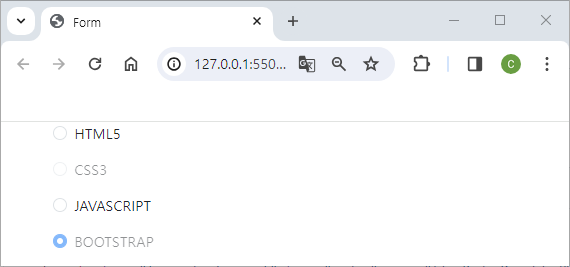 Form
127.0.0.1:550...
C
HTML5
CSS3
JAVASCRIPT
BOOTSTRAP